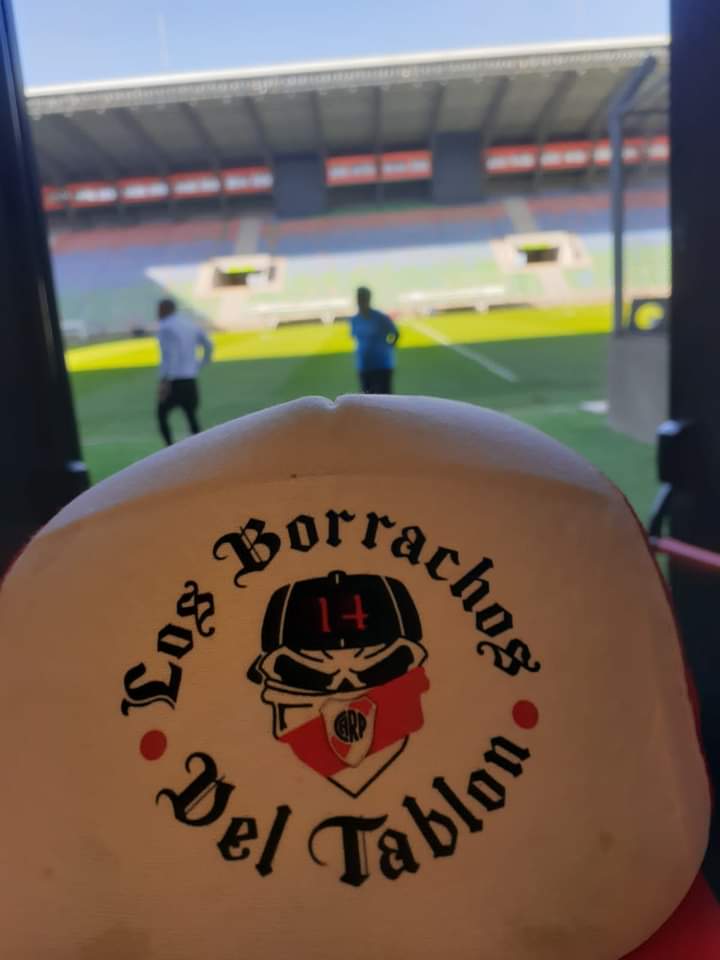 Los Borrachos
14
CARP
Del Tablon